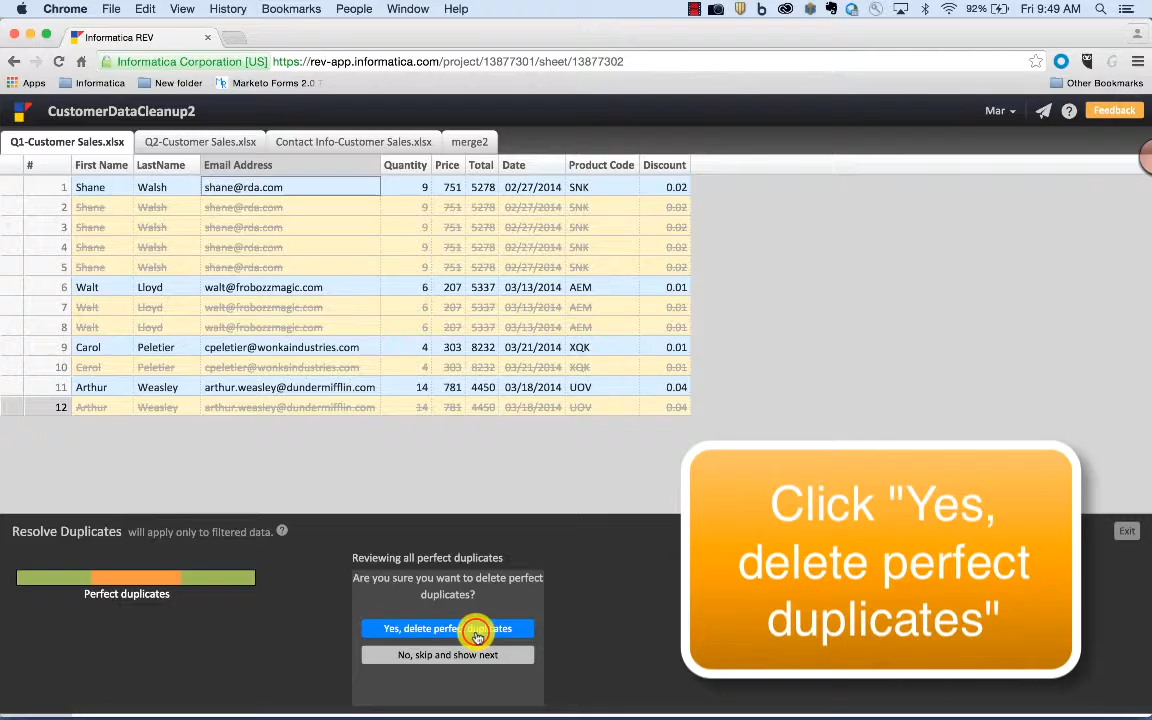 Chrome File Edit View History Bookmarks People Window Help 92% Fri 9:49 AM
Informatica REV
Informatica Corporation [US] https://rev-app.informatica.com/project/13877301/sheet/13877302
Apps Informatica New folder Marketo Forms 2.0 Other Bookmarks
CustomerDataCleanup2 Mar Feedback
Q1-Customer Sales.xlsx Q2-Customer Sales.xlsx Contact Info-Customer Sales.xlsx merge2
# First Name LastName Email Address Quantity Price Total Date Product Code Discount
1 Shane Walsh shane@rda.com 9 751 5278 02/27/2014 SNK 0.02
2 Shane Walsh shane@rda.com 9 751 5278 02/27/2014 SNK 0.02
3 Shane Walsh shane@rda.com 9 751 5278 02/27/2014 SNK 0.02
4 Shane Walsh shane@rda.com 9 751 5278 02/27/2014 SNK 0.02
5 Shane Walsh shane@rda.com 9 751 5278 02/27/2014 SNK 0.02
6 Walt Lloyd walt@frobozzmagic.com 6 207 5337 03/13/2014 AEM 0.01
7 Walt Lloyd walt@frobozzmagic.com 6 207 5337 03/13/2014 AEM 0.01
8 Walt Lloyd walt@frobozzmagic.com 6 207 5337 03/13/2014 AEM 0.01
9 Carol Peletier cpeletier@wonkaindustries.com 4 303 8232 03/21/2014 XQK 0.01
10 Carol Peletier cpeletier@wonkaindustries.com 4 303 8232 03/21/2014 XQK 0.01
11 Arthur Weasley arthur.weasley@dundermifflin.com 14 781 4450 03/18/2014 UOV 0.04
12 Arthur Weasley arthur.weasley@dundermifflin.com 14 781 4450 03/18/2014 UOV 0.04
Resolve Duplicates will apply only to filtered data. ? Exit
Perfect duplicates
Reviewing all perfect duplicates
Are you sure you want to delete perfect
duplicates?
Yes, delete perfect duplicates
No, skip and show next
Click "Yes,
delete perfect
duplicates"